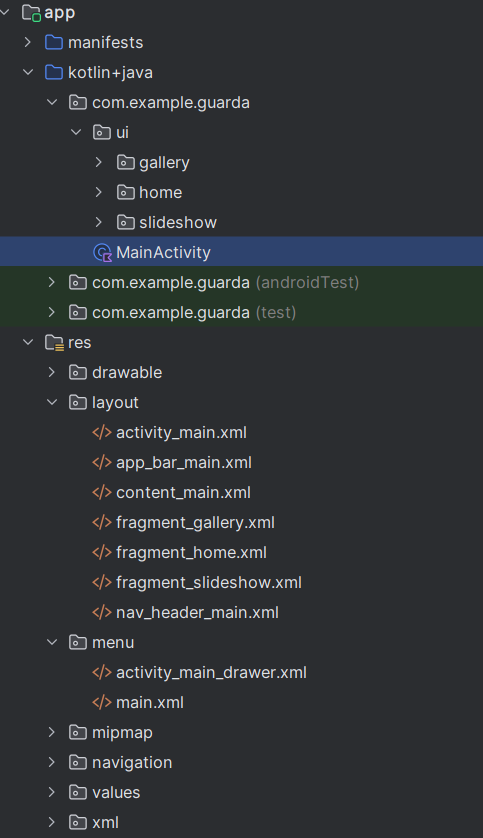 app
manifests
kotlin+java
com.example.guarda
ui
gallery
home
slideshow
MainActivity
com.example.guarda (androidTest)
com.example.guarda (test)
res
drawable
layout
</> activity_main.xml
</> app_bar_main.xml
</> content_main.xml
</> fragment_gallery.xml
</> fragment_home.xml
</> fragment_slideshow.xml
</> nav_header_main.xml
menu
</> activity_main_drawer.xml
</> main.xml
mipmap
navigation
values
xml